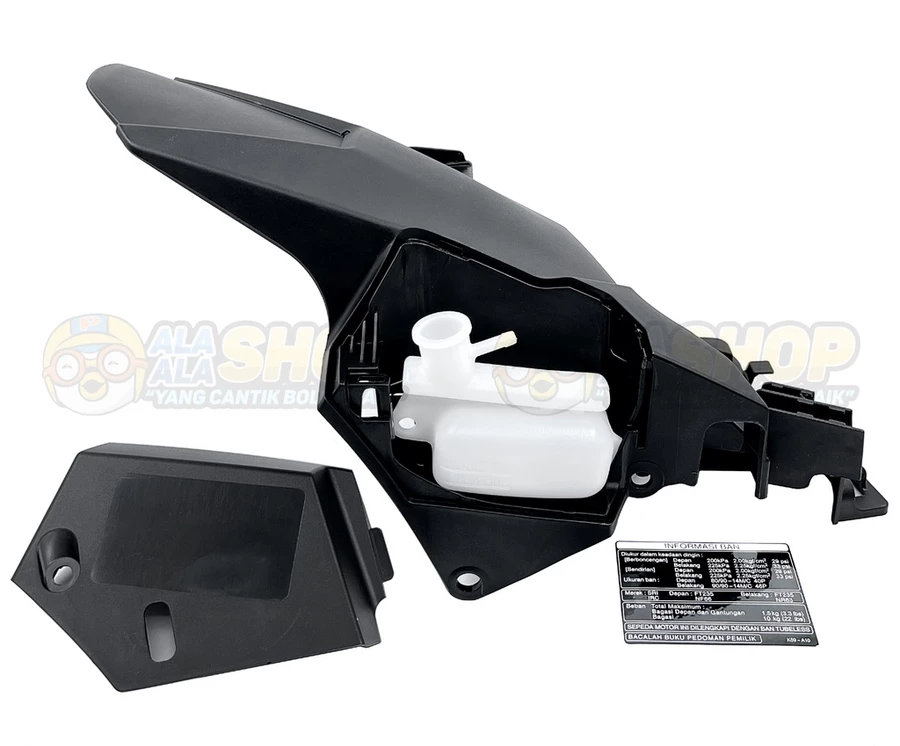 ALA
ALA
SHOP
"YANG CANTIK BOL
SHOP
IK"
INFORMASI BAN
Diukur dalam keadaan dingin :
[Berboncengan] Depan 200kPa 2.00kgf/cm² 29 psi
Belakang 225kPa 2.25kgf/cm² 33 psi
[Sendirian] Depan 200kPa 2.00kgf/cm² 29 psi
Belakang 225kPa 2.25kgf/cm² 33 psi
Ukuran ban : Depan 80/90-14M/C 40P
Belakang 90/90-14M/C 46P
Merek : SRI Depan : FT235 Belakang : FT235
IRC NF66 NR83
Beban Total Maksimum : -
Bagasi Depan dan Gantungan 1.5 kg (3.3 lbs)
Bagasi 10 kg (22 lbs)
SEPEDA MOTOR INI DILENGKAPI DENGAN BAN TUBELESS
BACALAH BUKU PEDOMAN PEMILIK
K59 - A10